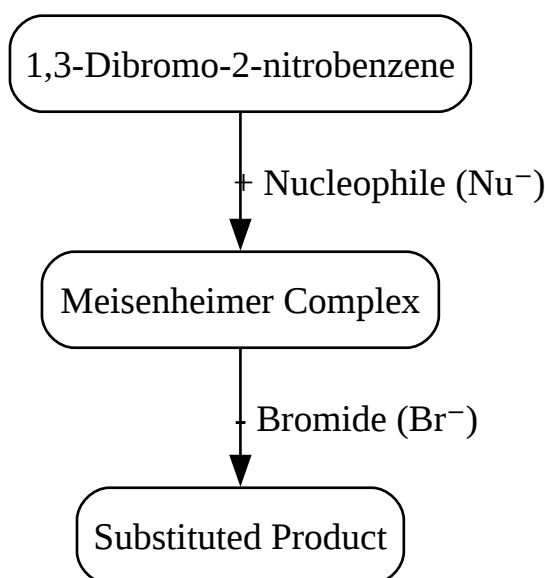 1,3-Dibromo-2-nitrobenzene
+ Nucleophile (Nu⁻)
Meisenheimer Complex
- Bromide (Br⁻)
Substituted Product